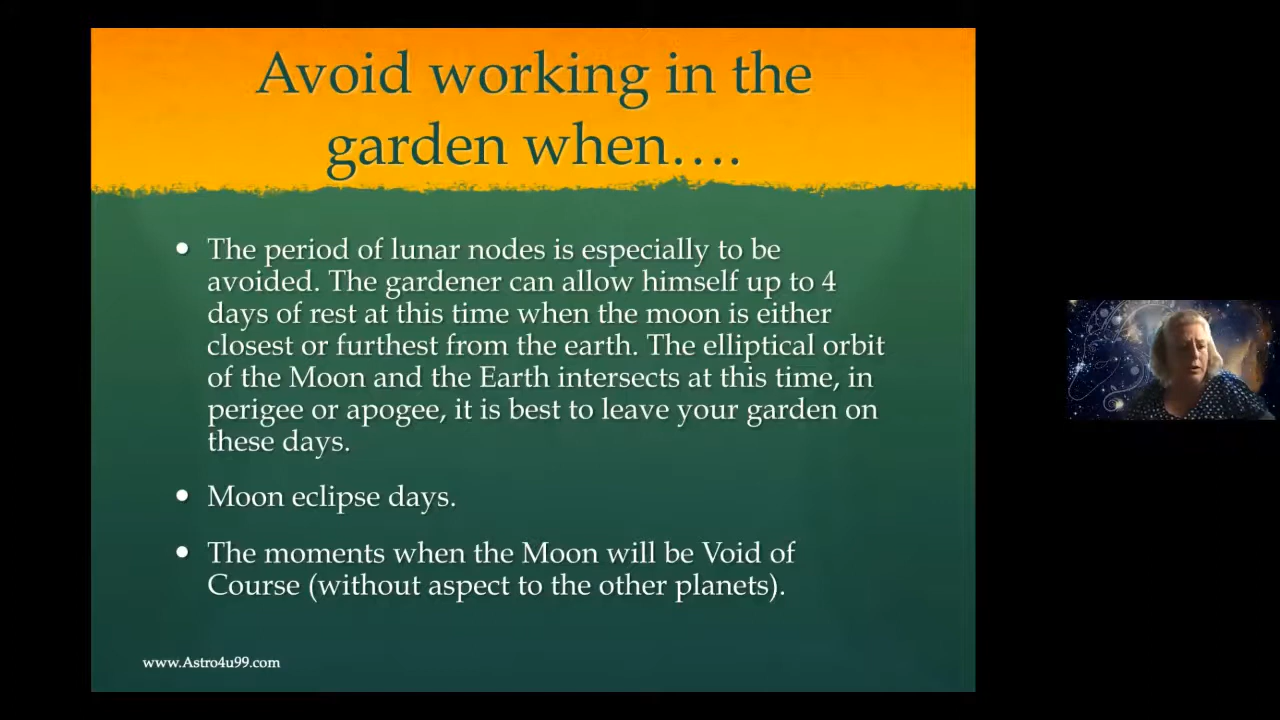 Avoid working in the
garden when….
• The period of lunar nodes is especially to be
avoided. The gardener can allow himself up to 4
days of rest at this time when the moon is either
closest or furthest from the earth. The elliptical orbit
of the Moon and the Earth intersects at this time, in
perigee or apogee, it is best to leave your garden on
these days.
• Moon eclipse days.
• The moments when the Moon will be Void of
Course (without aspect to the other planets).
www.Astro4u99.com